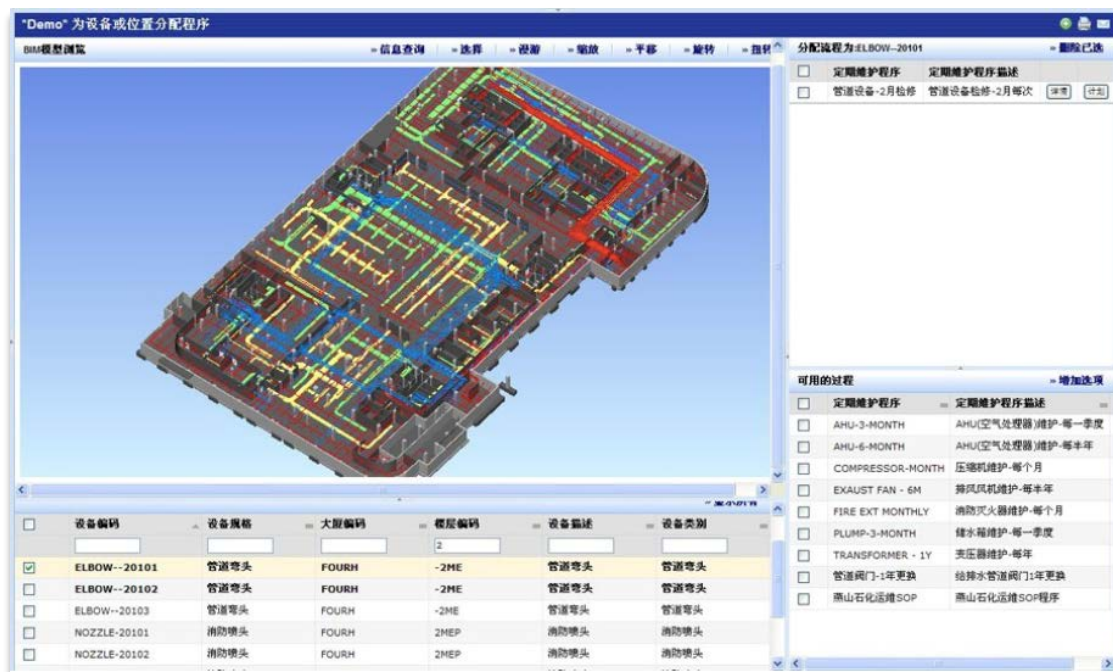 "Demo" 为设备或位置分配程序
BIM模型浏览 »信息查询 »选择 »漫游 »缩放 »平移 »旋转 »扭转
分配流程为:ELBOW--20101 »删除已选
定期维护程序 定期维护程序描述
管道设备-2月检修 管道设备检修-2月每次 详情 计划
可用的过程 »增加选项
定期维护程序 定期维护程序描述
AHU-3-MONTH AHU(空气处理器)维护-每一季度
AHU-6-MONTH AHU(空气处理器)维护-每半年
COMPRESSOR-MONTH 压缩机维护-每个月
EXAUST FAN - 6M 排风风机维护-每半年
FIRE EXT MONTHLY 消防灭火器维护-每个月
PLUMP-3-MONTH 储水箱维护-每一季度
TRANSFORMER - 1Y 变压器维护-每年
管道阀门-1年更换 给排水管道阀门1年更换
燕山石化运维SOP 燕山石化运维SOP程序
»显示所有
设备编码 设备规格 大厦编码 楼层编码 设备描述 设备类别
2
ELBOW--20101 管道弯头 FOURH -2ME 管道弯头 管道弯头
ELBOW--20102 管道弯头 FOURH -2ME 管道弯头 管道弯头
ELBOW--20103 管道弯头 FOURH -2ME 管道弯头 管道弯头
NOZZLE-20101 消防喷头 FOURH 2MEP 消防喷头 消防喷头
NOZZLE-20102 消防喷头 FOURH 2MEP 消防喷头 消防喷头